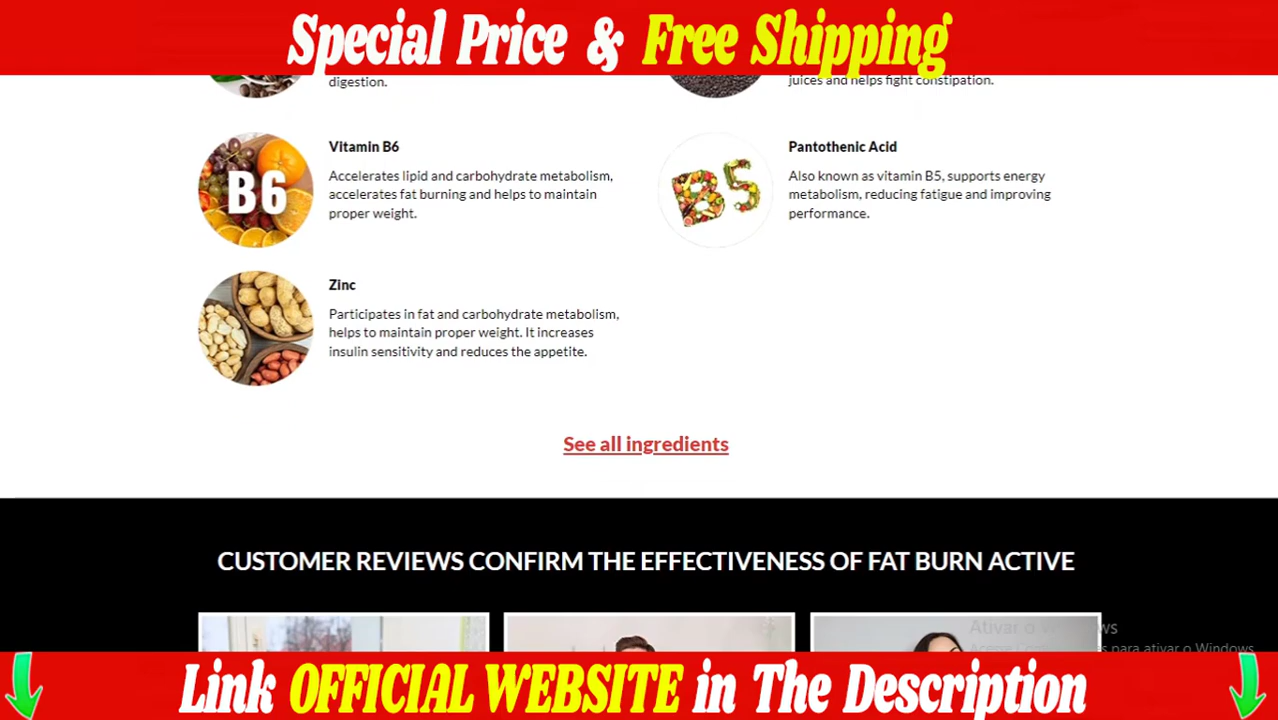 Special Price & Free Shipping
digestion.
juices and helps fight constipation.
Vitamin B6
Accelerates lipid and carbohydrate metabolism,
accelerates fat burning and helps to maintain
proper weight.
B6
Pantothenic Acid
Also known as vitamin B5, supports energy
metabolism, reducing fatigue and improving
performance.
B5
Zinc
Participates in fat and carbohydrate metabolism,
helps to maintain proper weight. It increases
insulin sensitivity and reduces the appetite.
See all ingredients
CUSTOMER REVIEWS CONFIRM THE EFFECTIVENESS OF FAT BURN ACTIVE
Ativar o Windows
para ativar o Windows
Link OFFICIAL WEBSITE in The Description